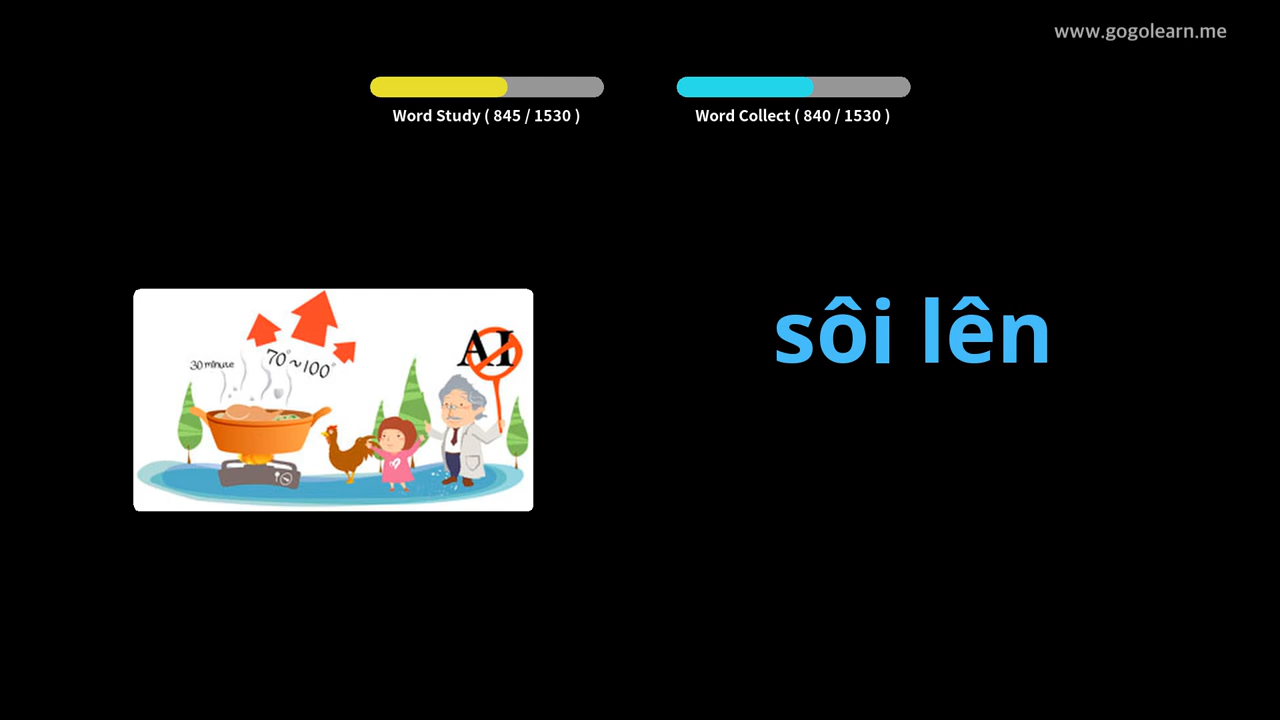 www.gogolearn.me
Word Study ( 845 / 1530 )
Word Collect ( 840 / 1530 )
sôi lên
30 minute
70°~100°
AI